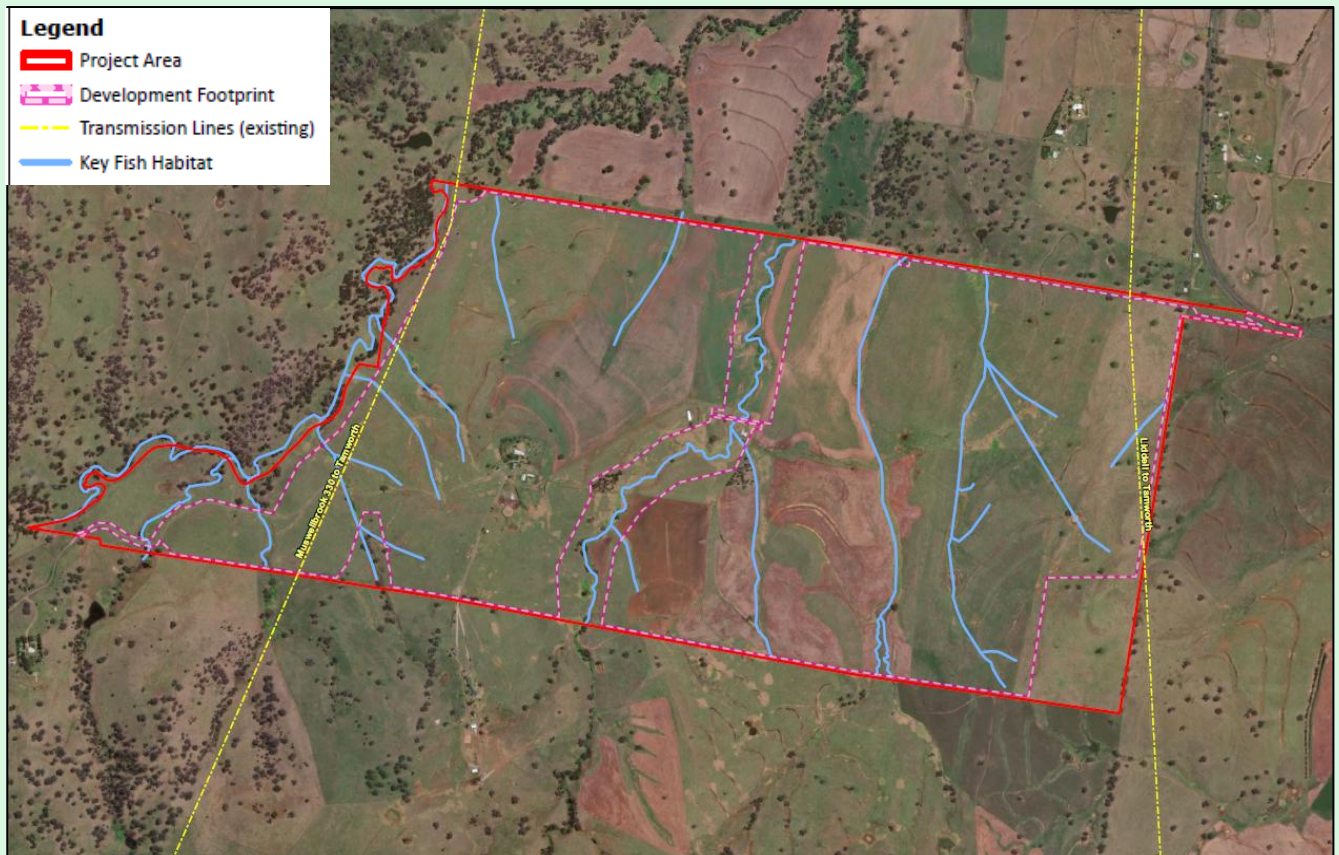 Legend
Project Area
Development Footprint
Transmission Lines (existing)
Key Fish Habitat
Muswellbrook 330 to Tamworth
Liddell to Tamworth